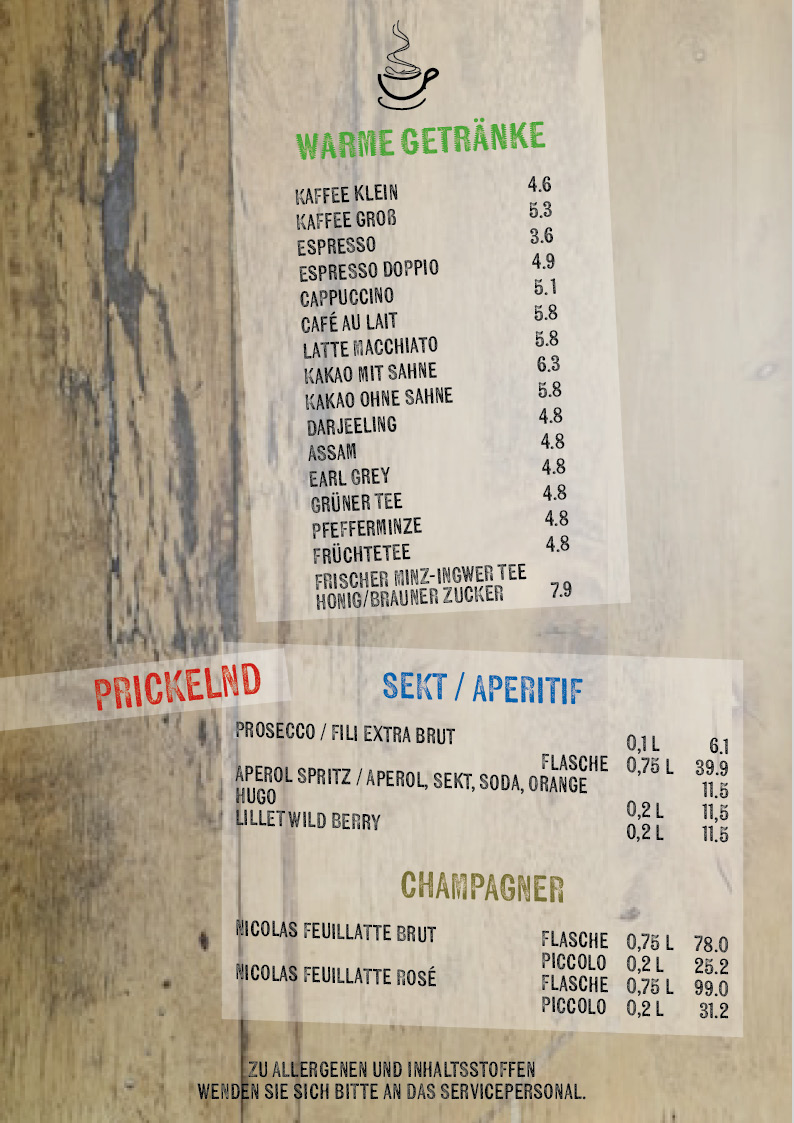 WARME GETRÄNKE
KAFFEE KLEIN 4.6
KAFFEE GROß 5.3
ESPRESSO 3.6
ESPRESSO DOPPIO 4.9
CAPPUCCINO 5.1
CAFÉ AU LAIT 5.8
LATTE MACCHIATO 5.8
KAKAO MIT SAHNE 6.3
KAKAO OHNE SAHNE 5.8
DARJEELING 4.8
ASSAM 4.8
EARL GREY 4.8
GRÜNER TEE 4.8
PFEFFERMINZE 4.8
FRÜCHTETEE 4.8
FRISCHER MINZ-INGWER TEE
HONIG/BRAUNER ZUCKER 7.9
PRICKELND
SEKT / APERITIF
PROSECCO / FILI EXTRA BRUT 0,1 L 6.1
FLASCHE 0,75 L 39.9
APEROL SPRITZ / APEROL, SEKT, SODA, ORANGE 11.5
HUGO 0,2 L 11,5
LILLET WILD BERRY 0,2 L 11.5
CHAMPAGNER
NICOLAS FEUILLATTE BRUT FLASCHE 0,75 L 78.0
PICCOLO 0,2 L 25.2
NICOLAS FEUILLATTE ROSÉ FLASCHE 0,75 L 99.0
PICCOLO 0,2 L 31.2
ZU ALLERGENEN UND INHALTSSTOFFEN
WENDEN SIE SICH BITTE AN DAS SERVICEPERSONAL.